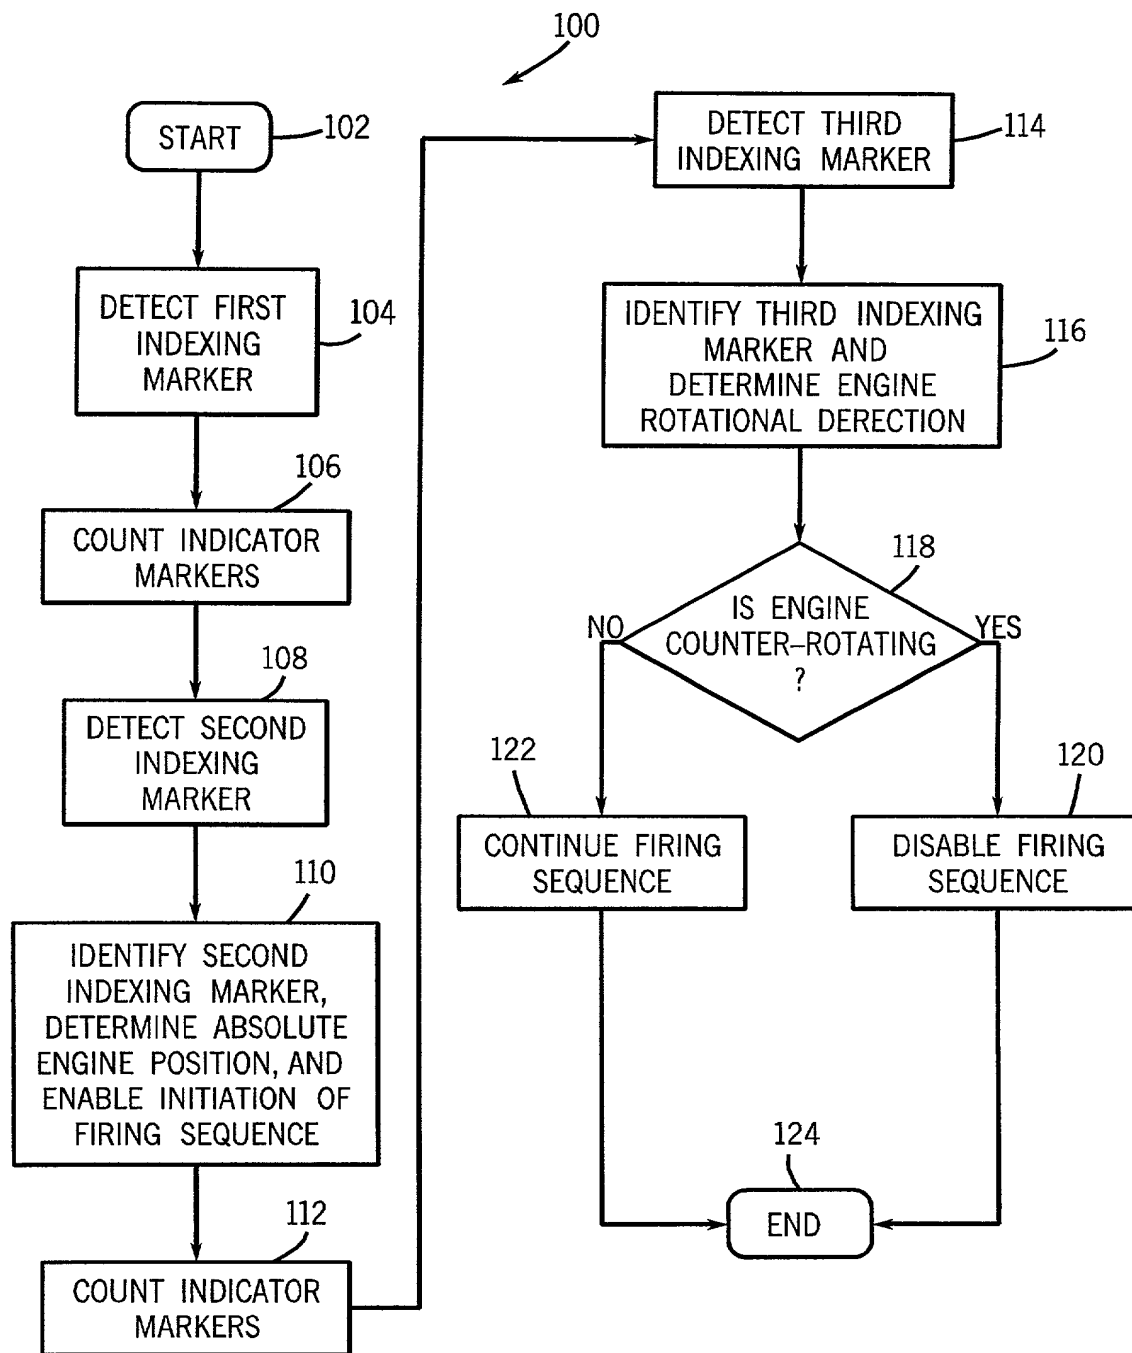 100
START
102
DETECT FIRST
INDEXING
MARKER
104
106
COUNT INDICATOR
MARKERS
108
DETECT SECOND
INDEXING
MARKER
110
IDENTIFY SECOND
INDEXING MARKER,
DETERMINE ABSOLUTE
ENGINE POSITION, AND
ENABLE INITIATION OF
FIRING SEQUENCE
112
COUNT INDICATOR
MARKERS
DETECT THIRD
INDEXING MARKER
114
IDENTIFY THIRD INDEXING
MARKER AND
DETERMINE ENGINE
ROTATIONAL DERECTION
116
118
IS ENGINE
COUNTER-ROTATING
?
NO
YES
122
CONTINUE FIRING
SEQUENCE
120
DISABLE FIRING
SEQUENCE
124
END